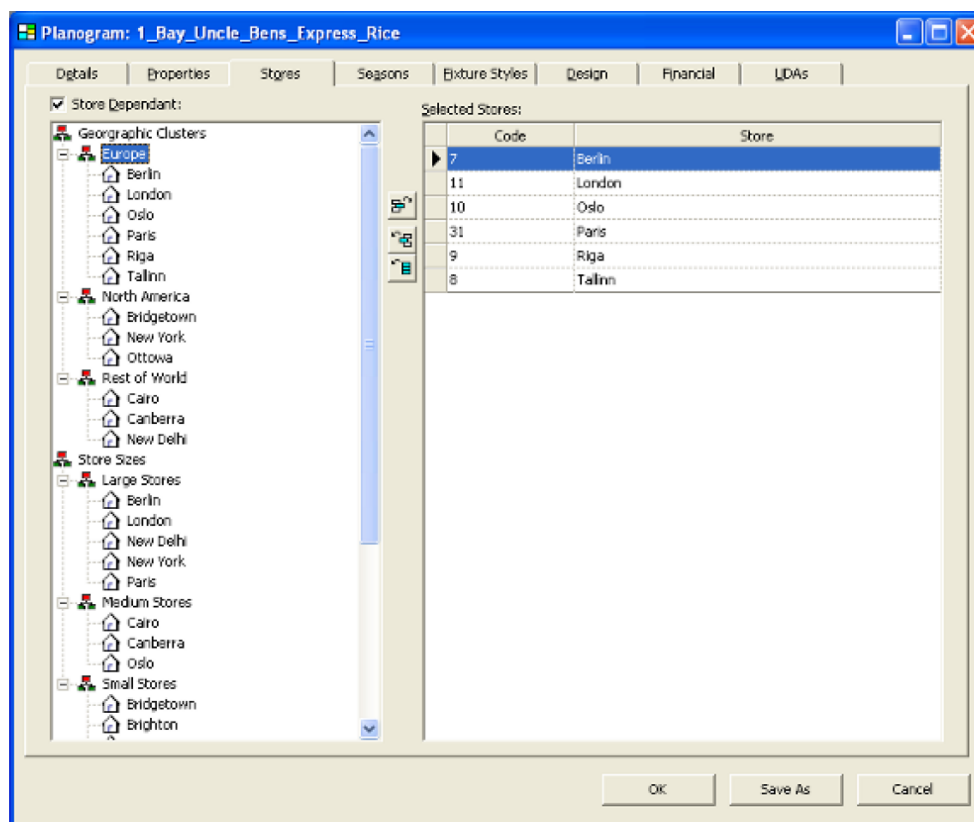 Planogram: 1_Bay_Uncle_Bens_Express_Rice
Details Properties Stores Seasons Fixture Styles Design Financial UDAs
Store Dependant:
Georgraphic Clusters
Europe
Berlin
London
Oslo
Paris
Riga
Tallinn
North America
Bridgetown
New York
Ottowa
Rest of World
Cairo
Canberra
New Delhi
Store Sizes
Large Stores
Berlin
London
New Delhi
New York
Paris
Medium Stores
Cairo
Canberra
Oslo
Small Stores
Bridgetown
Brighton
Selected Stores:
Code Store
7 Berlin
11 London
10 Oslo
31 Paris
9 Riga
8 Tallinn
OK Save As Cancel